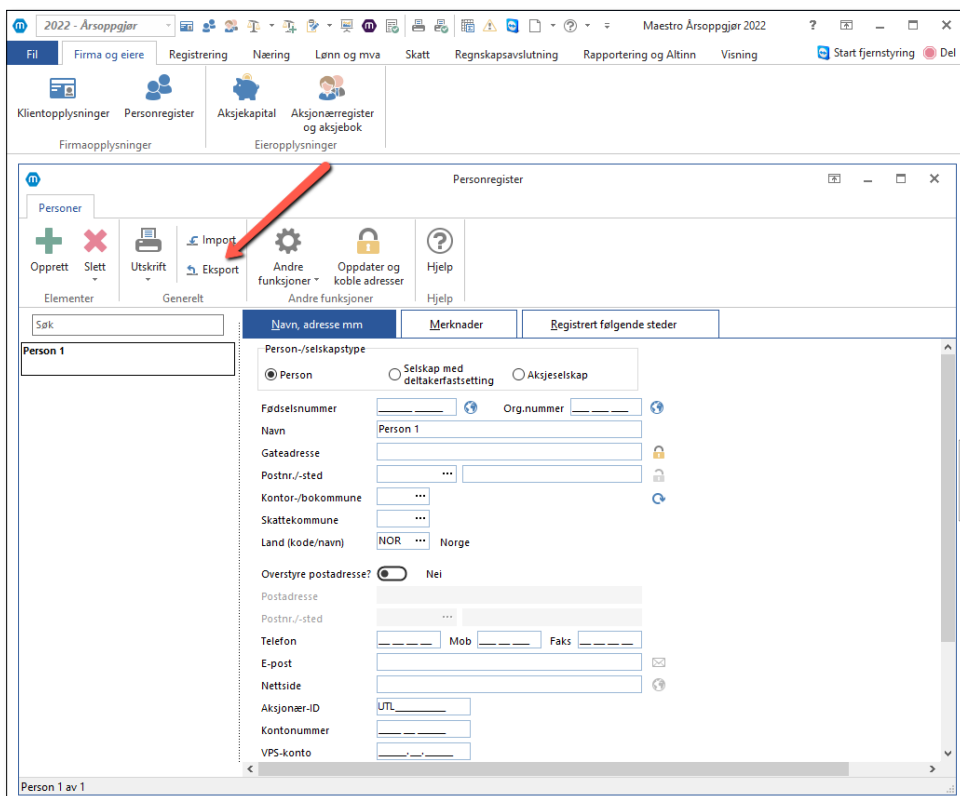 2022 - Årsoppgjør
Maestro Årsoppgjør 2022
Fil
Firma og eiere
Registrering
Næring
Lønn og mva
Skatt
Regnskapsavslutning
Rapportering og Altinn
Visning
Start fjernstyring
Del
Klientopplysninger
Personregister
Aksjekapital
Aksjonærregister
og aksjebok
Firmaopplysninger
Eieropplysninger
Personregister
Personer
Opprett
Slett
Utskrift
Import
Eksport
Andre
funksjoner
Oppdater og
koble adresser
Hjelp
Elementer
Generelt
Andre funksjoner
Hjelp
Søk
Person 1
Navn, adresse mm
Merknader
Registrert følgende steder
Person-/selskapstype
Person
Selskap med
deltakerfastsetting
Aksjeselskap
Fødselsnummer
Org.nummer
Navn
Person 1
Gateadresse
Postnr./-sted
Kontor-/bokommune
Skattekommune
Land (kode/navn)
NOR
Norge
Overstyre postadresse?
Nei
Postadresse
Postnr./-sted
Telefon
Mob
Faks
E-post
Nettside
Aksjonær-ID
UTL
Kontonummer
VPS-konto
Person 1 av 1